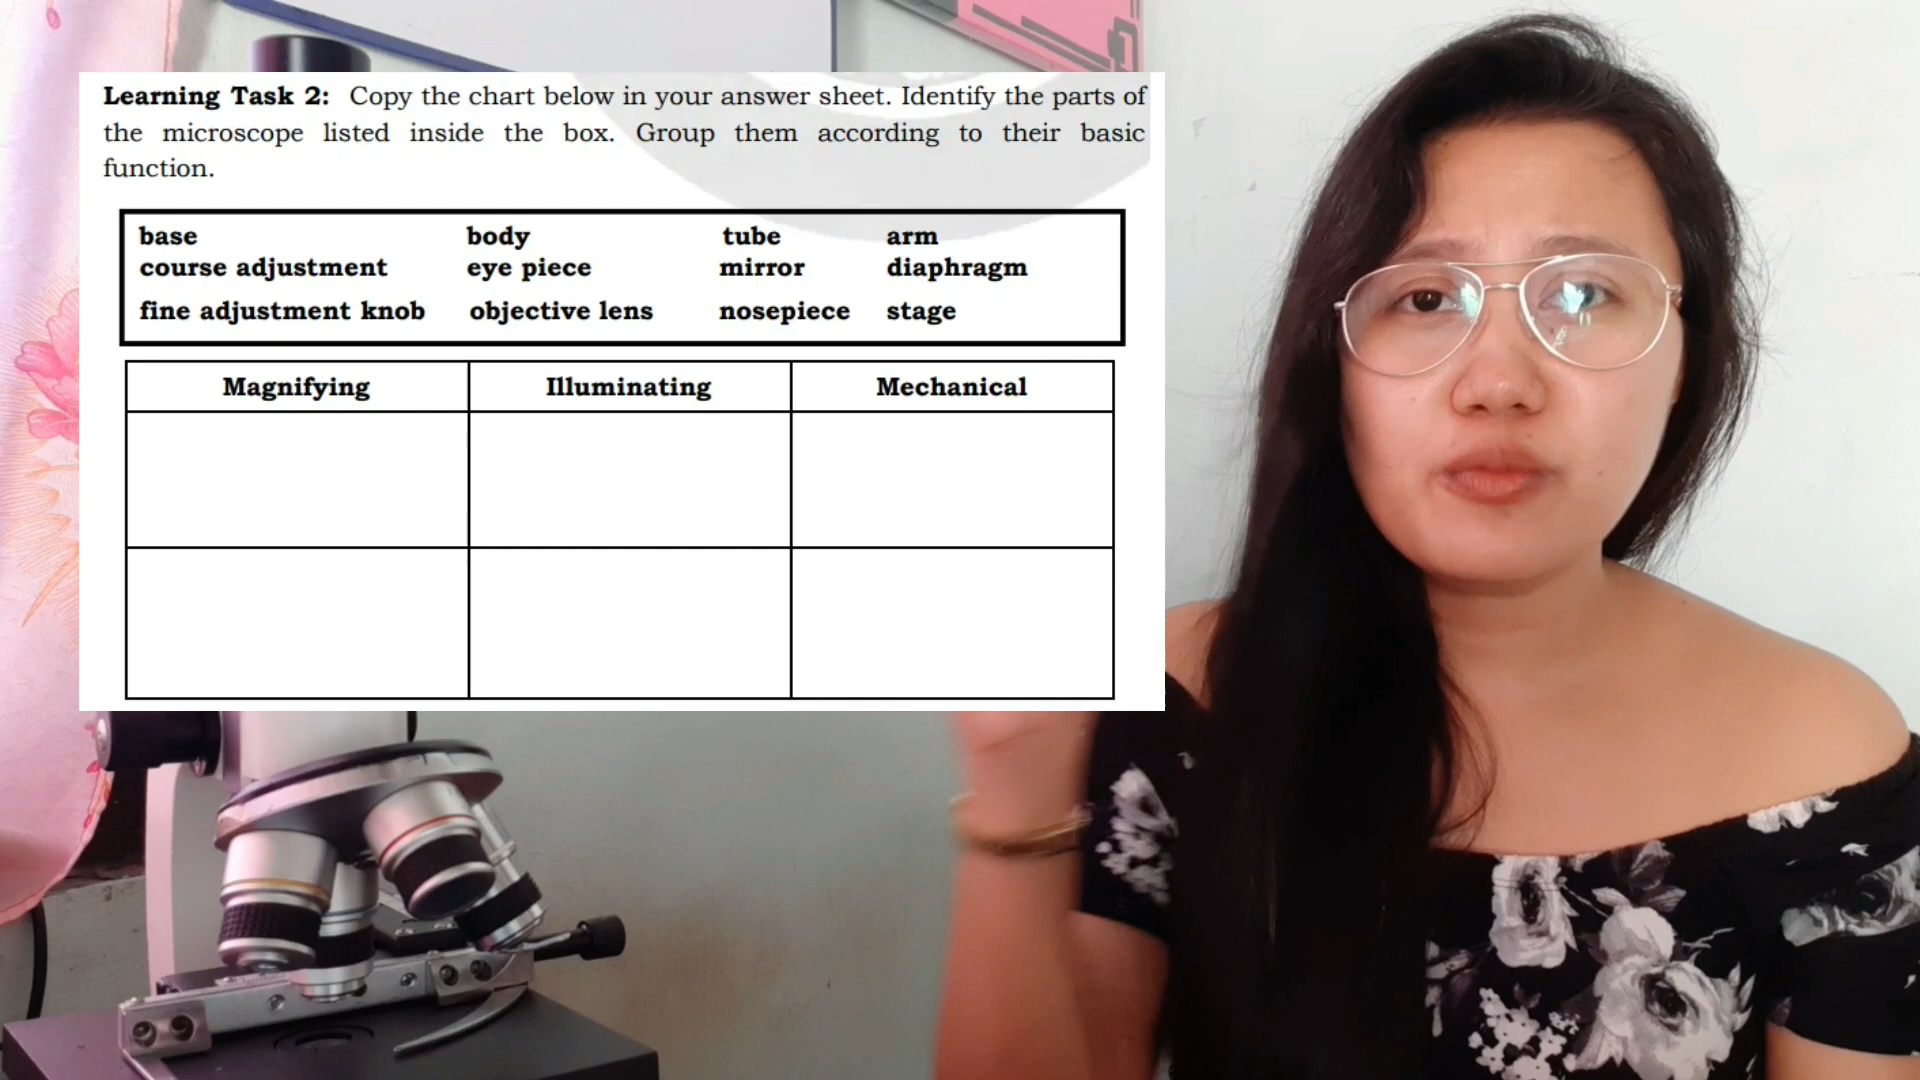 Learning Task 2: Copy the chart below in your answer sheet. Identify the parts of
the microscope listed inside the box. Group them according to their basic
function.
base body tube arm
course adjustment eye piece mirror diaphragm
fine adjustment knob objective lens nosepiece stage
Magnifying Illuminating Mechanical